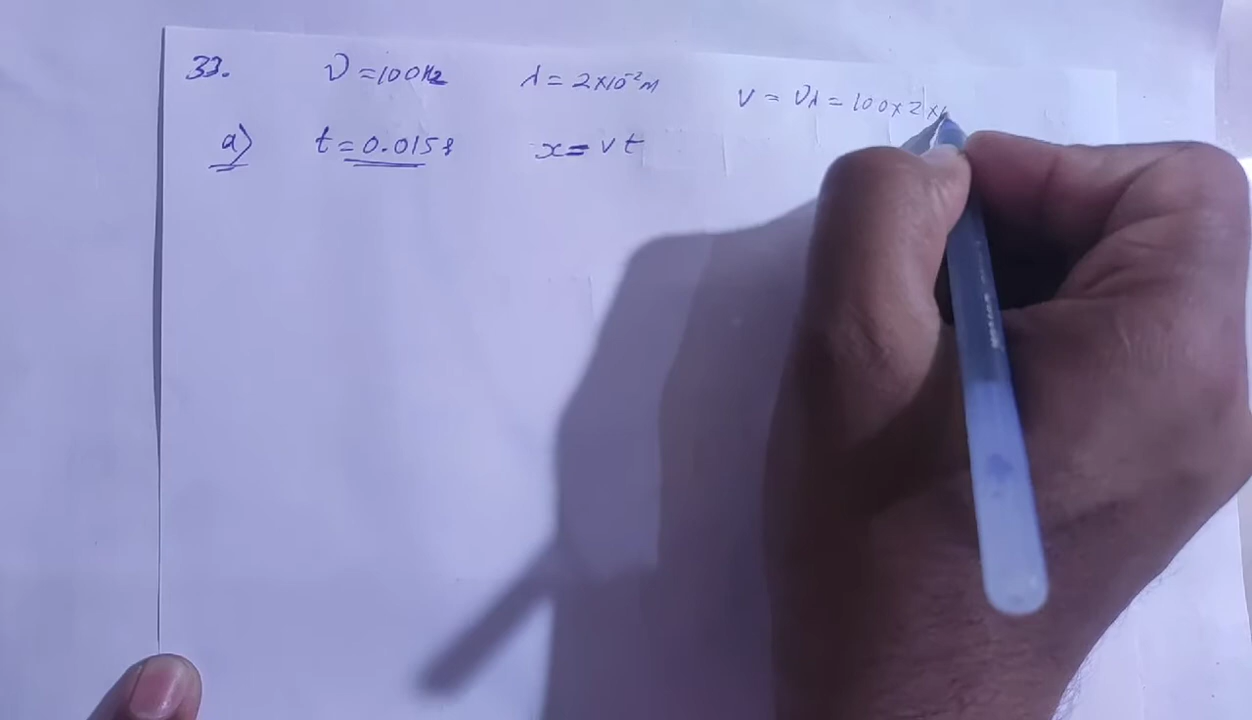 33. ν = 100Hz λ = 2×10⁻²m v = νλ = 100 × 2 ×
a) t = 0.015s x = vt